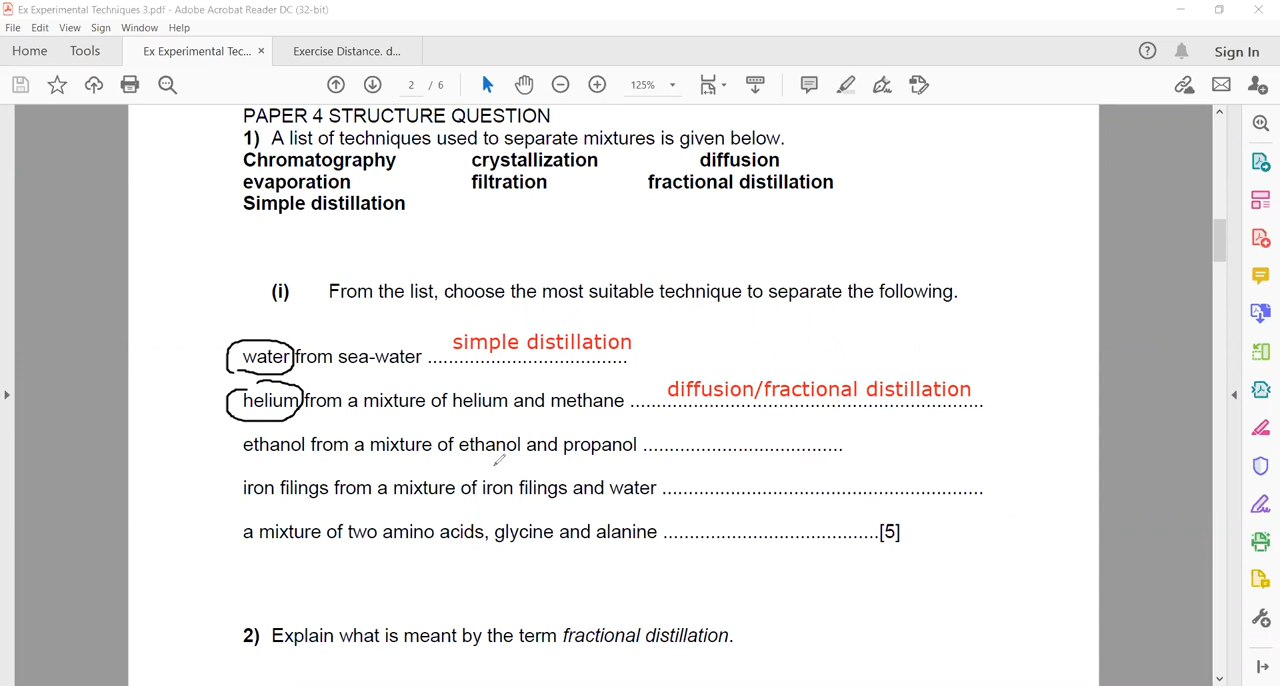 Ex Experimental Techniques 3.pdf - Adobe Acrobat Reader DC (32-bit)
File Edit View Sign Window Help
Home Tools Ex Experimental Tec... × Exercise Distance. d... Sign In
2 / 6 125%
PAPER 4 STRUCTURE QUESTION
1) A list of techniques used to separate mixtures is given below.
Chromatography crystallization diffusion
evaporation filtration fractional distillation
Simple distillation
(i) From the list, choose the most suitable technique to separate the following.
simple distillation
water from sea-water ......................................
diffusion/fractional distillation
helium from a mixture of helium and methane ......................................................
ethanol from a mixture of ethanol and propanol ......................................
iron filings from a mixture of iron filings and water .................................................
a mixture of two amino acids, glycine and alanine .........................................[5]
2) Explain what is meant by the term fractional distillation.